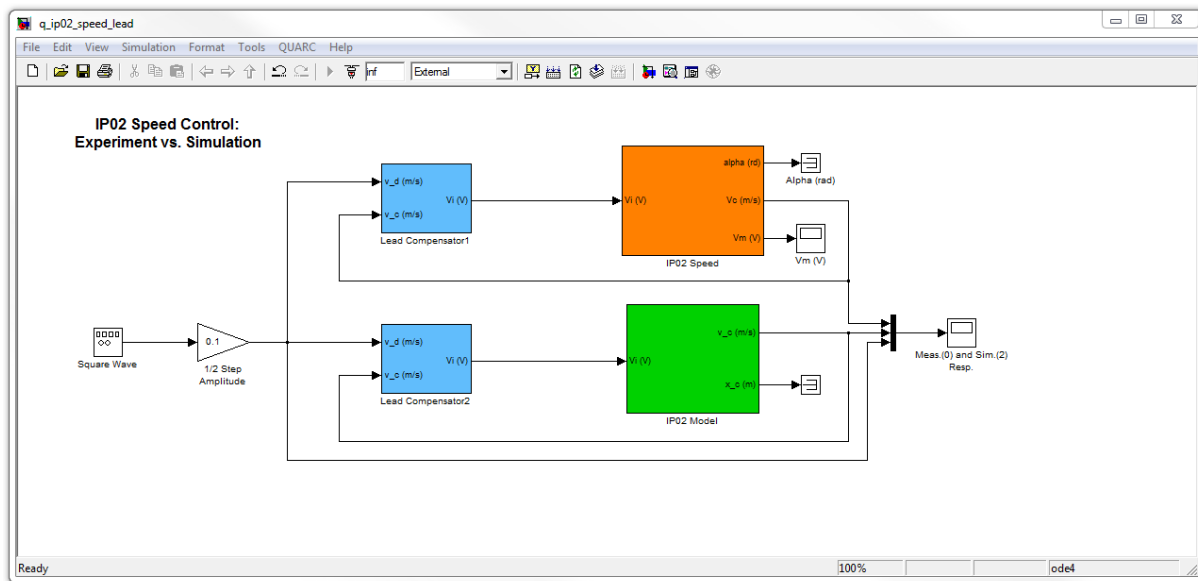 q_ip02_speed_lead
File Edit View Simulation Format Tools QUARC Help
inf External
IP02 Speed Control:
Experiment vs. Simulation
v_d (m/s)
v_c (m/s)
Vi (V)
Lead Compensator1
Vi (V)
alpha (rd)
Vc (m/s)
Vm (V)
IP02 Speed
Alpha (rad)
Vm (V)
Square Wave
0.1
1/2 Step
Amplitude
v_d (m/s)
v_c (m/s)
Vi (V)
Lead Compensator2
Vi (V)
v_c (m/s)
x_c (m)
IP02 Model
Meas.(0) and Sim.(2)
Resp.
Ready 100% ode4